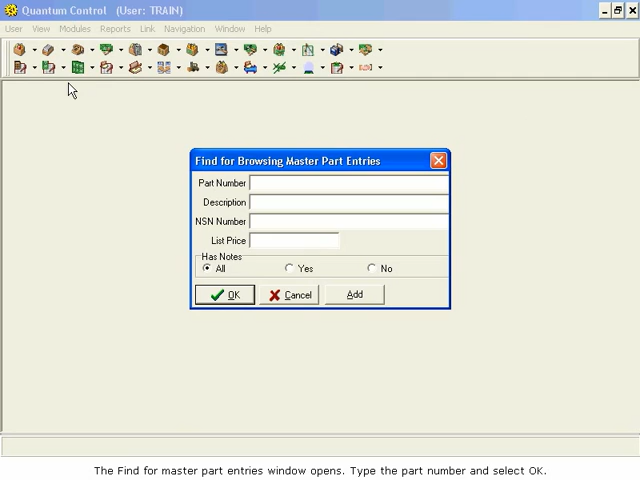 Quantum Control (User: TRAIN)
User View Modules Reports Link Navigation Window Help
Find for Browsing Master Part Entries
Part Number
Description
NSN Number
List Price
Has Notes
All Yes No
OK Cancel Add
The Find for master part entries window opens. Type the part number and select OK.